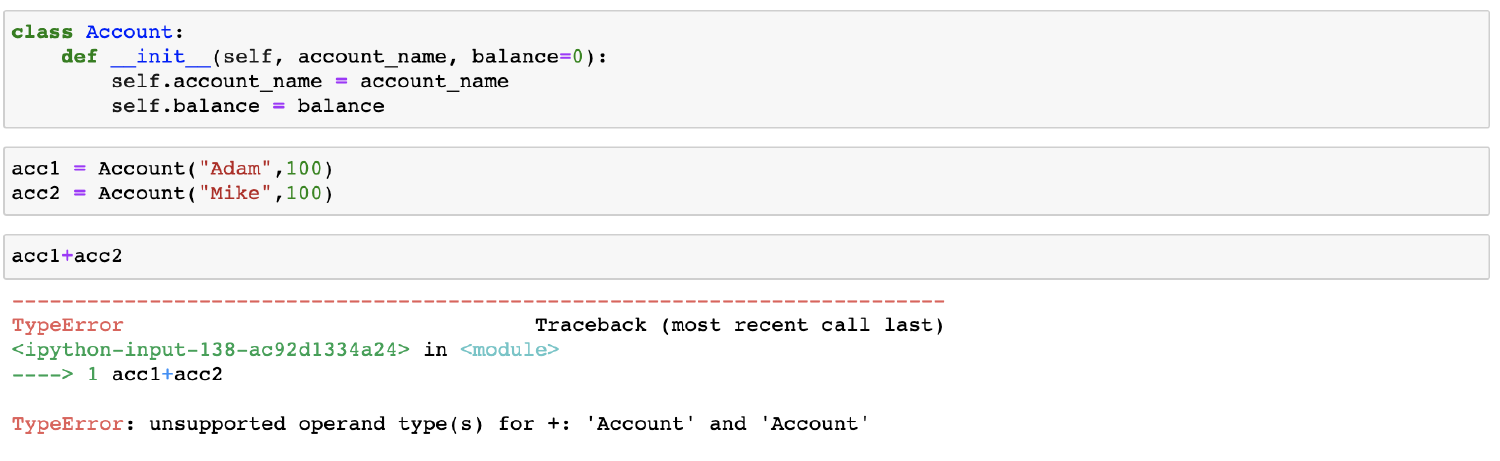 class Account:
    def __init__(self, account_name, balance=0):
        self.account_name = account_name
        self.balance = balance
acc1 = Account("Adam",100)
acc2 = Account("Mike",100)
acc1+acc2
---------------------------------------------------------------------------
TypeError                                 Traceback (most recent call last)
<ipython-input-138-ac92d1334a24> in <module>
----> 1 acc1+acc2
TypeError: unsupported operand type(s) for +: 'Account' and 'Account'